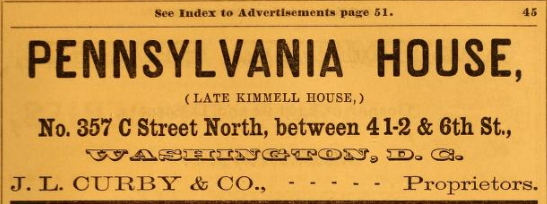 See Index to Advertisements page 51. 45
PENNSYLVANIA HOUSE,
(LATE KIMMELL HOUSE,)
No. 357 C Street North, between 4 1-2 & 6th St.,
WASHINGTON, D. C.
J. L. CURBY & CO., - - - - - Proprietors.